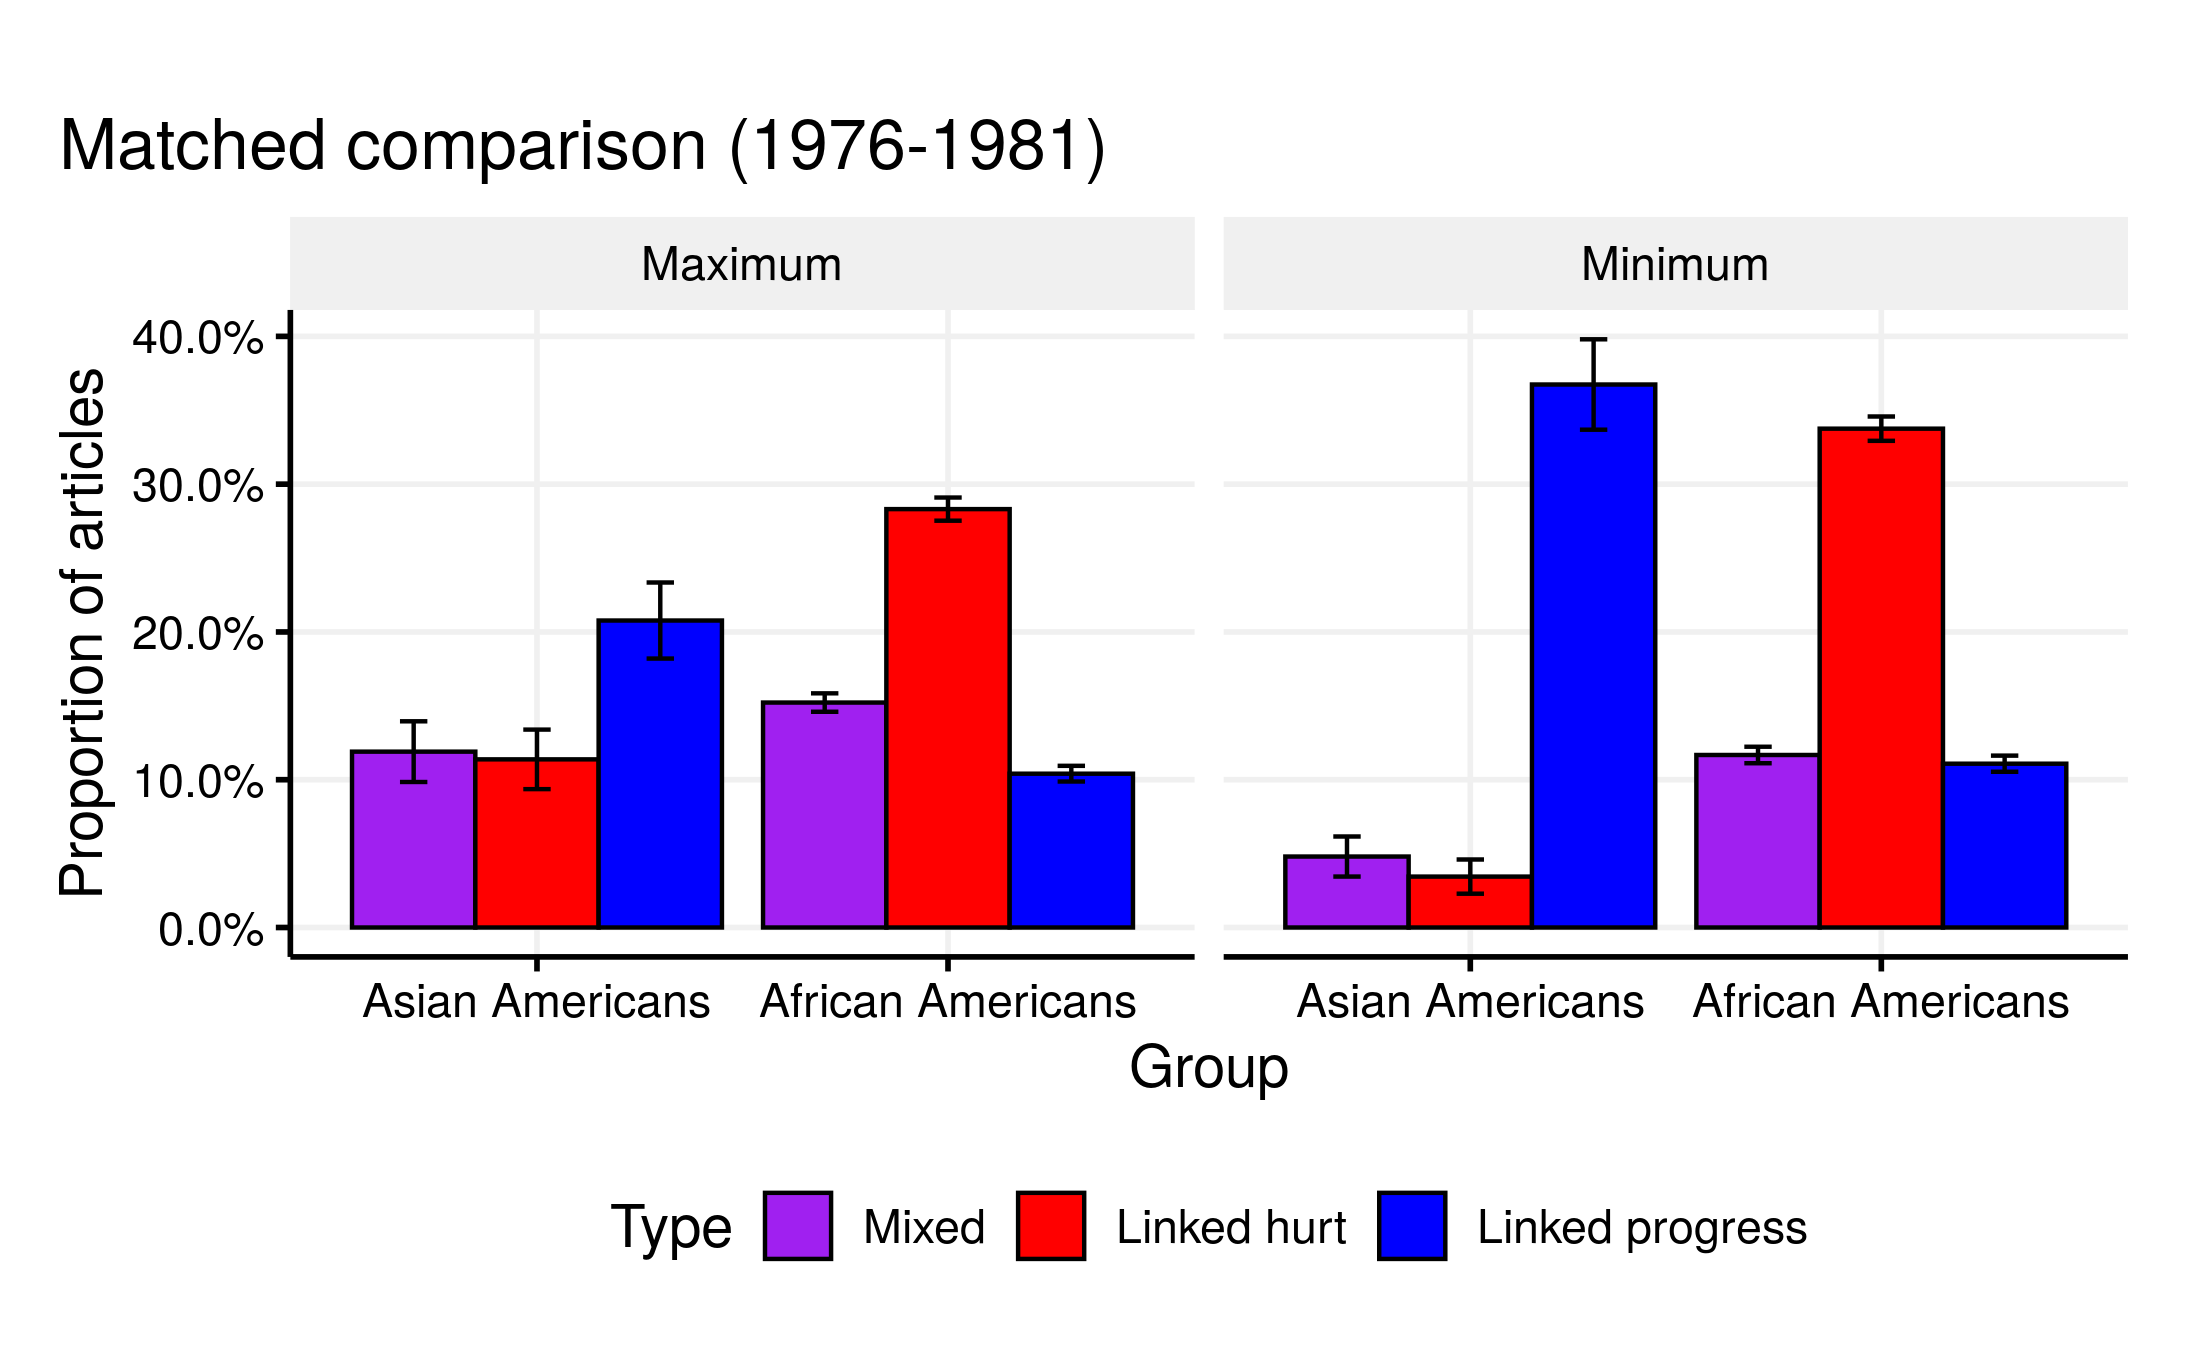 Matched comparison (1976-1981)
Maximum
Minimum
Proportion of articles
40.0%
30.0%
20.0%
10.0%
0.0%
Asian Americans
African Americans
Asian Americans
African Americans
Group
Type
Mixed
Linked hurt
Linked progress